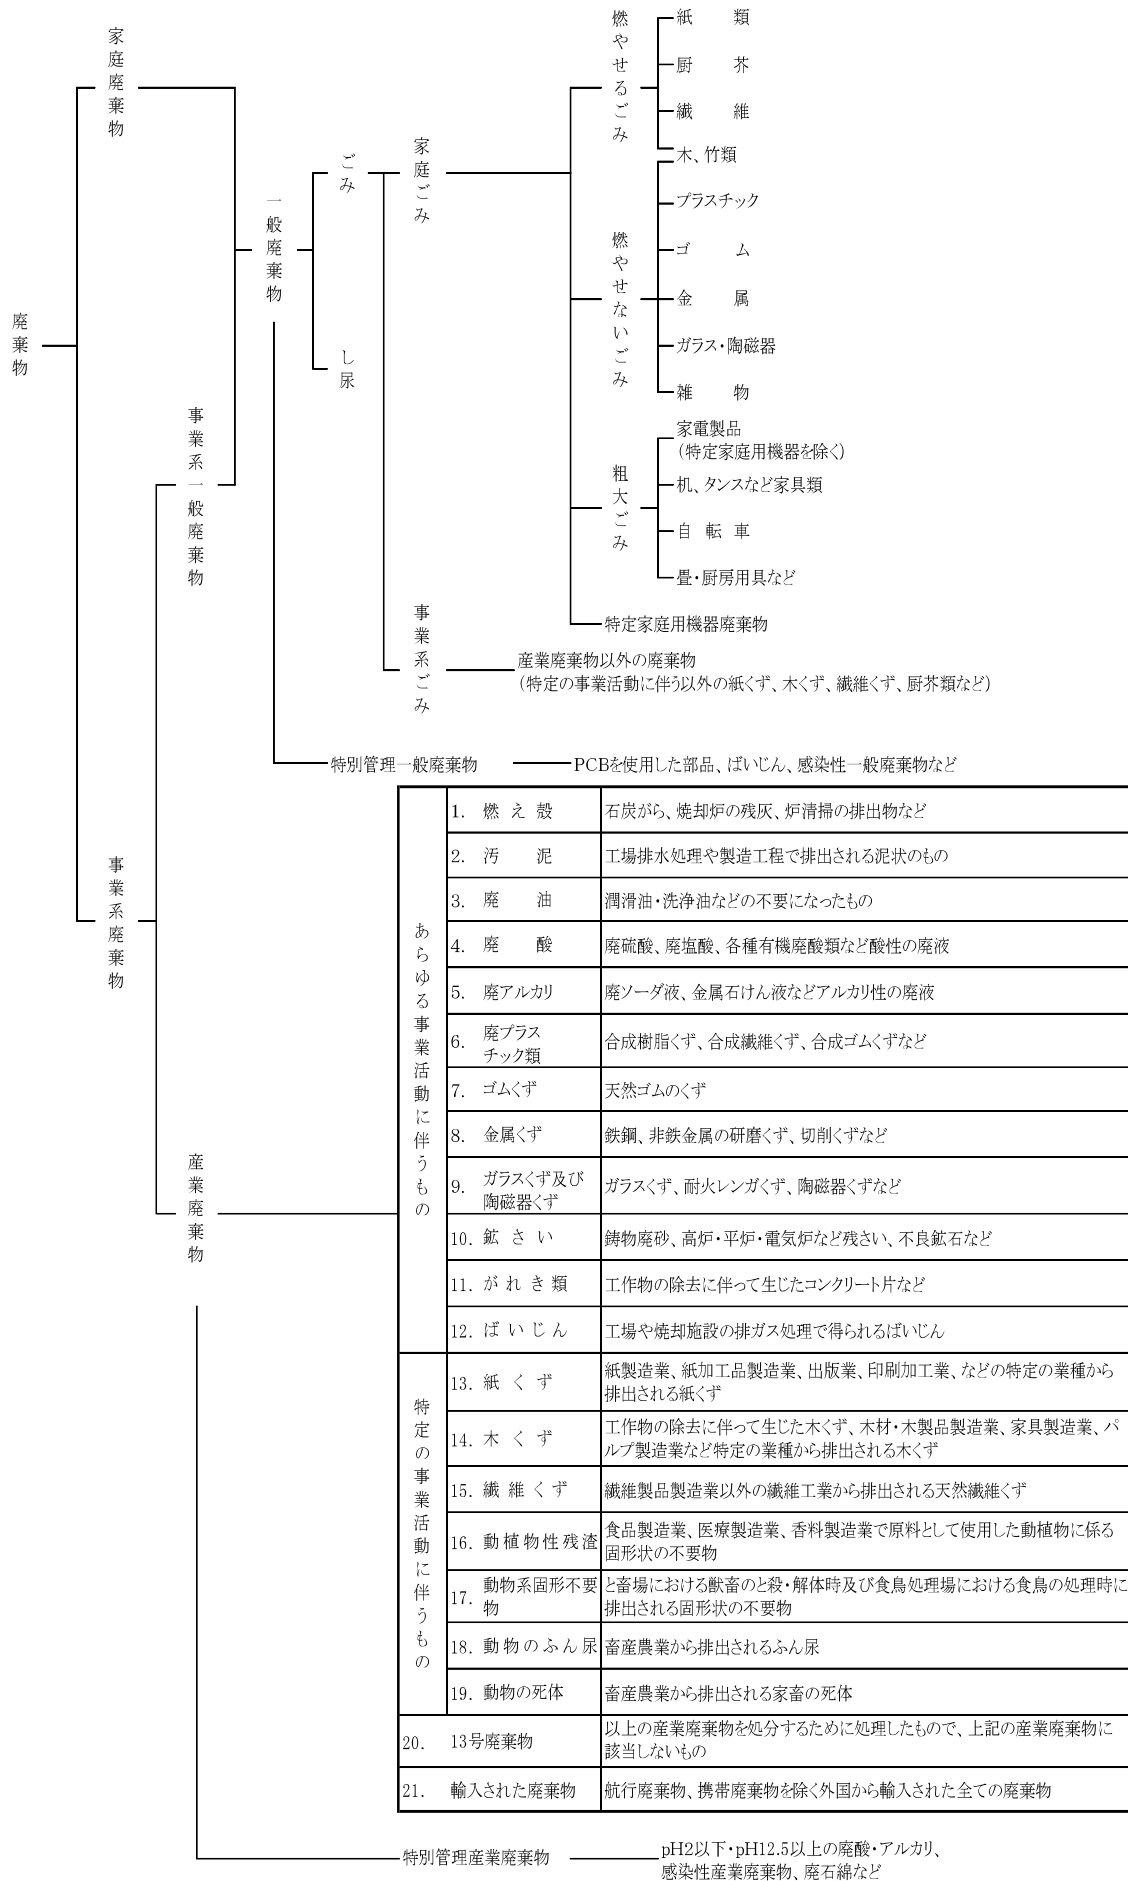 廃棄物
家庭廃棄物
事業系廃棄物
事業系一般廃棄物
産業廃棄物
一般廃棄物
ごみ
し尿
家庭ごみ
事業系ごみ
燃やせるごみ
紙　類
厨　芥
繊　維
木、竹類
燃やせないごみ
プラスチック
ゴ　ム
金　属
ガラス・陶磁器
雑　物
粗大ごみ
家電製品
（特定家庭用機器を除く）
机、タンスなど家具類
自 転 車
畳・厨房用具など
特定家庭用機器廃棄物
産業廃棄物以外の廃棄物
（特定の事業活動に伴う以外の紙くず、木くず、繊維くず、厨芥類など）
特別管理一般廃棄物
PCBを使用した部品、ばいじん、感染性一般廃棄物など
あらゆる事業活動に伴うもの
1. 燃え殻
石炭がら、焼却炉の残灰、炉清掃の排出物など
2. 汚　泥
工場排水処理や製造工程で排出される泥状のもの
3. 廃　油
潤滑油・洗浄油などの不要になったもの
4. 廃　酸
廃硫酸、廃塩酸、各種有機廃酸類など酸性の廃液
5. 廃アルカリ
廃ソーダ液、金属石けん液などアルカリ性の廃液
6. 廃プラス
チック類
合成樹脂くず、合成繊維くず、合成ゴムくずなど
7. ゴムくず
天然ゴムのくず
8. 金属くず
鉄鋼、非鉄金属の研磨くず、切削くずなど
9. ガラスくず及び
陶磁器くず
ガラスくず、耐火レンガくず、陶磁器くずなど
10. 鉱さい
鋳物廃砂、高炉・平炉・電気炉など残さい、不良鉱石など
11. がれき類
工作物の除去に伴って生じたコンクリート片など
12. ばいじん
工場や焼却施設の排ガス処理で得られるばいじん
特定の事業活動に伴うもの
13. 紙くず
紙製造業、紙加工品製造業、出版業、印刷加工業、などの特定の業種から
排出される紙くず
14. 木くず
工作物の除去に伴って生じた木くず、木材・木製品製造業、家具製造業、パ
ルプ製造業など特定の業種から排出される木くず
15. 繊維くず
繊維製品製造業以外の繊維工業から排出される天然繊維くず
16. 動植物性残渣
食品製造業、医療製造業、香料製造業で原料として使用した動植物に係る
固形状の不要物
17. 動物系固形不要
物
と畜場における獣畜のと殺・解体時及び食鳥処理場における食鳥の処理時に
排出される固形状の不要物
18. 動物のふん尿
畜産農業から排出されるふん尿
19. 動物の死体
畜産農業から排出される家畜の死体
20. 13号廃棄物
以上の産業廃棄物を処分するために処理したもので、上記の産業廃棄物に
該当しないもの
21. 輸入された廃棄物
航行廃棄物、携帯廃棄物を除く外国から輸入された全ての廃棄物
特別管理産業廃棄物
pH2以下・pH12.5以上の廃酸・アルカリ、
感染性産業廃棄物、廃石綿など